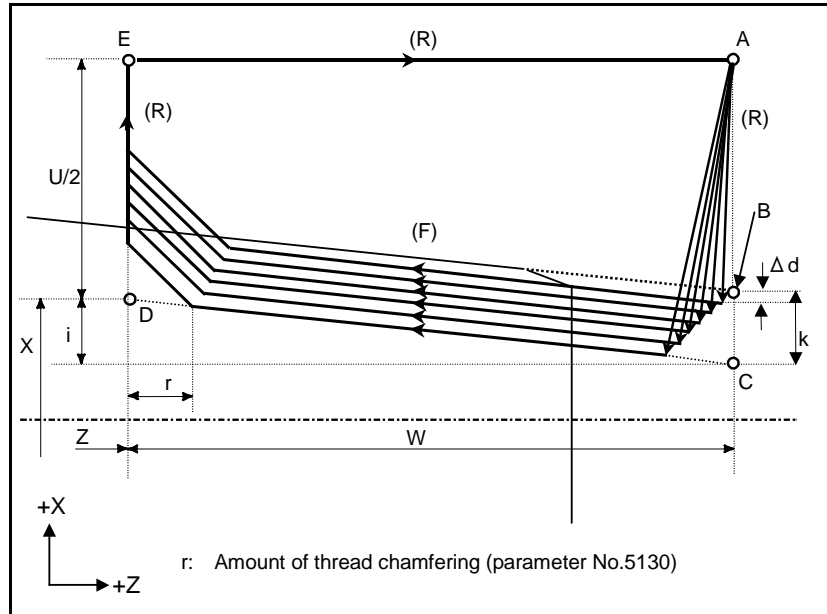 E
(R)
A
(R)
(R)
U/2
B
(F)
Δ d
D
X
i
k
C
r
Z
W
+X
r: Amount of thread chamfering (parameter No.5130)
+Z